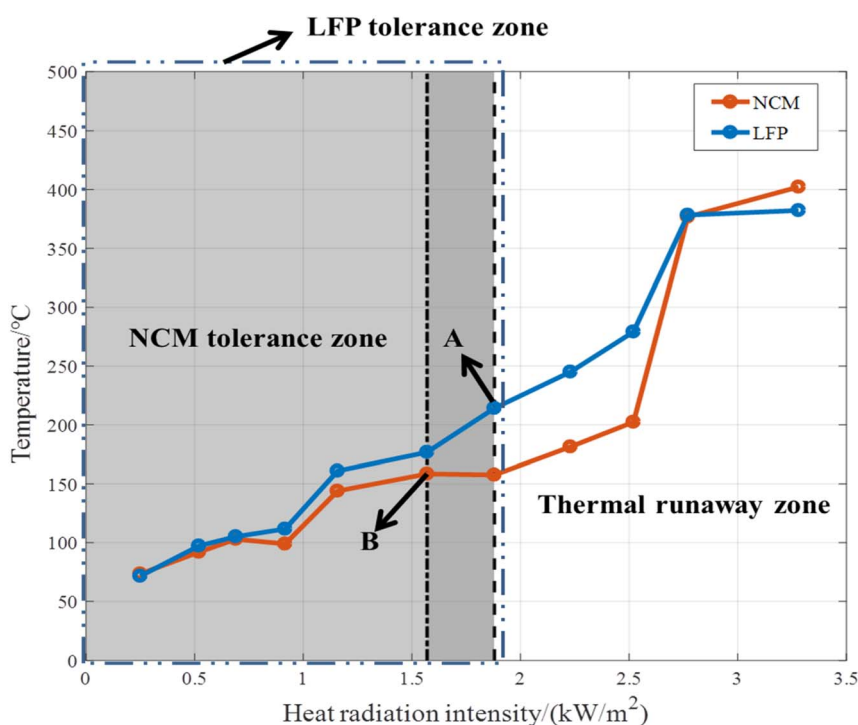 LFP tolerance zone
500
450
400
350
300
250
200
150
100
50
0
Temperature/°C
NCM
LFP
NCM tolerance zone
A
B
Thermal runaway zone
0 0.5 1 1.5 2 2.5 3 3.5
Heat radiation intensity/(kW/m²)